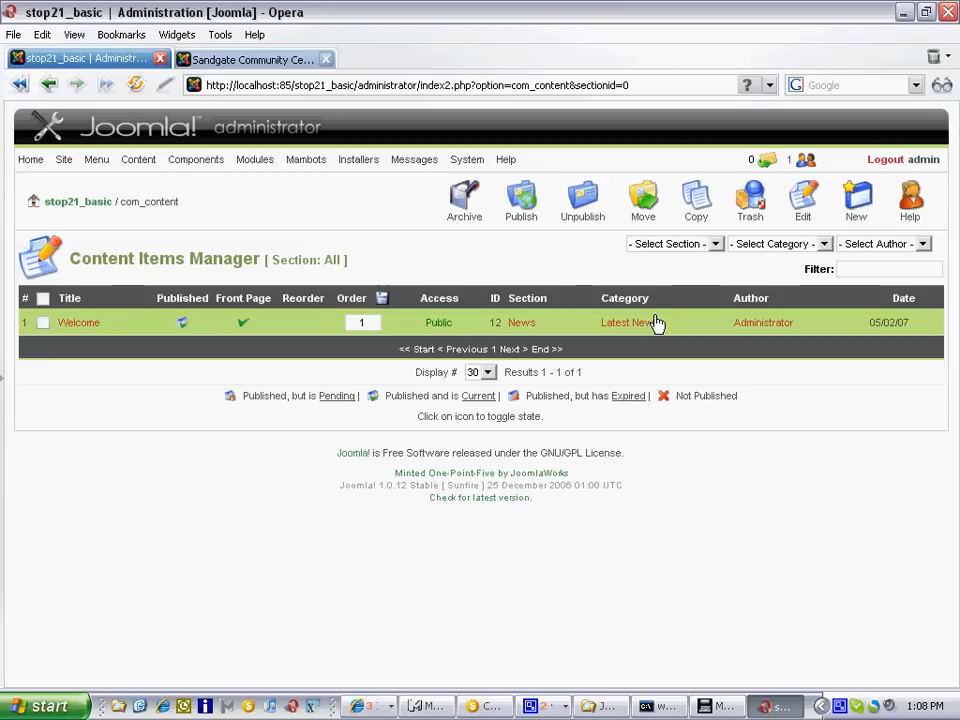 stop21_basic | Administration [Joomla] - Opera
File Edit View Bookmarks Widgets Tools Help
stop21_basic | Administr... Sandgate Community Ce...
http://localhost:85/stop21_basic/administrator/index2.php?option=com_content&sectionid=0 ? G Google
Joomla! administrator
Home Site Menu Content Components Modules Mambots Installers Messages System Help 0 1 Logout admin
stop21_basic / com_content
Archive Publish Unpublish Move Copy Trash Edit New Help
- Select Section - - Select Category - - Select Author -
Content Items Manager [ Section: All ]
Filter:
# Title Published Front Page Reorder Order Access ID Section Category Author Date
1 Welcome 1 Public 12 News Latest News Administrator 05/02/07
<< Start < Previous 1 Next > End >>
Display # 30 Results 1 - 1 of 1
Published, but is Pending | Published and is Current | Published, but has Expired | Not Published
Click on icon to toggle state.
Joomla! is Free Software released under the GNU/GPL License.
Minted One-Point-Five by JoomlaWorks
Joomla! 1.0.12 Stable [ Sunfire ] 25 December 2006 01:00 UTC
Check for latest version.
start 3 M... C... 2 J... w... M... s... 1:08 PM